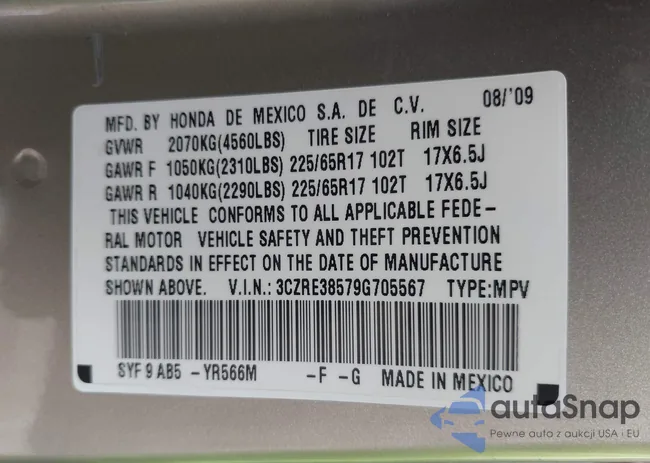 MFD. BY HONDA DE MEXICO S.A. DE C.V. 08/'09
GVWR 2070KG(4560LBS) TIRE SIZE RIM SIZE
GAWR F 1050KG(2310LBS) 225/65R17 102T 17X6.5J
GAWR R 1040KG(2290LBS) 225/65R17 102T 17X6.5J
THIS VEHICLE CONFORMS TO ALL APPLICABLE FEDE-
RAL MOTOR VEHICLE SAFETY AND THEFT PREVENTION
STANDARDS IN EFFECT ON THE DATE OF MANUFACTURE
SHOWN ABOVE. V.I.N.: 3CZRE38579G705567 TYPE:MPV
SYF 9 AB5 -YR566M -F -G MADE IN MEXICO
autaSnap
Pewne auta z aukcji USA i EU